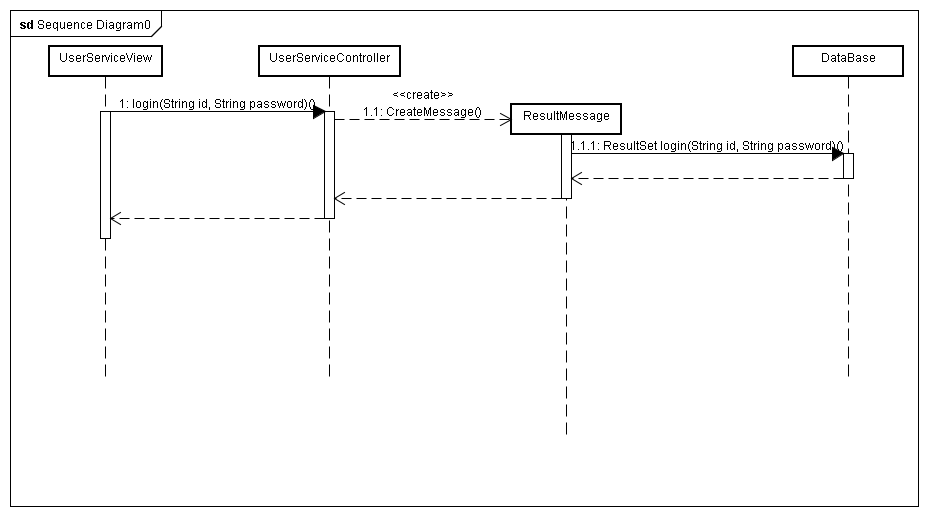 sd Sequence Diagram0
UserServiceView
UserServiceController
DataBase
<<create>>
1: login(String id, String password)()
1.1: CreateMessage()
ResultMessage
1.1.1: ResultSet login(String id, String password)()